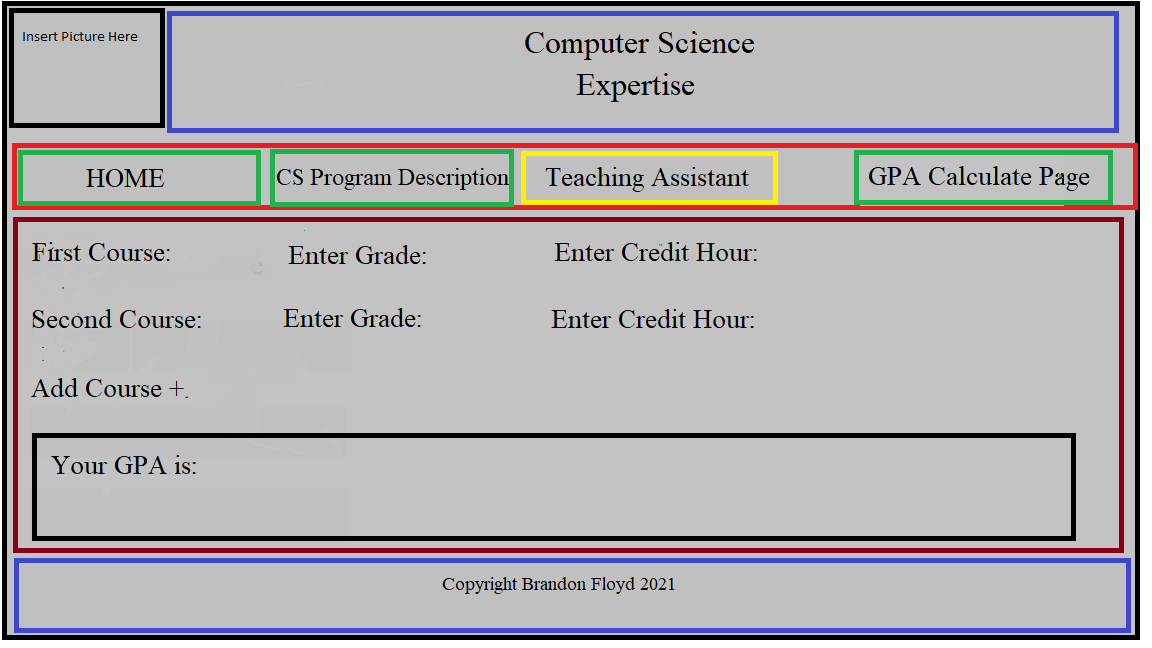 Insert Picture Here
Computer Science
Expertise
HOME
CS Program Description
Teaching Assistant
GPA Calculate Page
First Course:
Enter Grade:
Enter Credit Hour:
Second Course:
Enter Grade:
Enter Credit Hour:
Add Course +
Your GPA is:
Copyright Brandon Floyd 2021